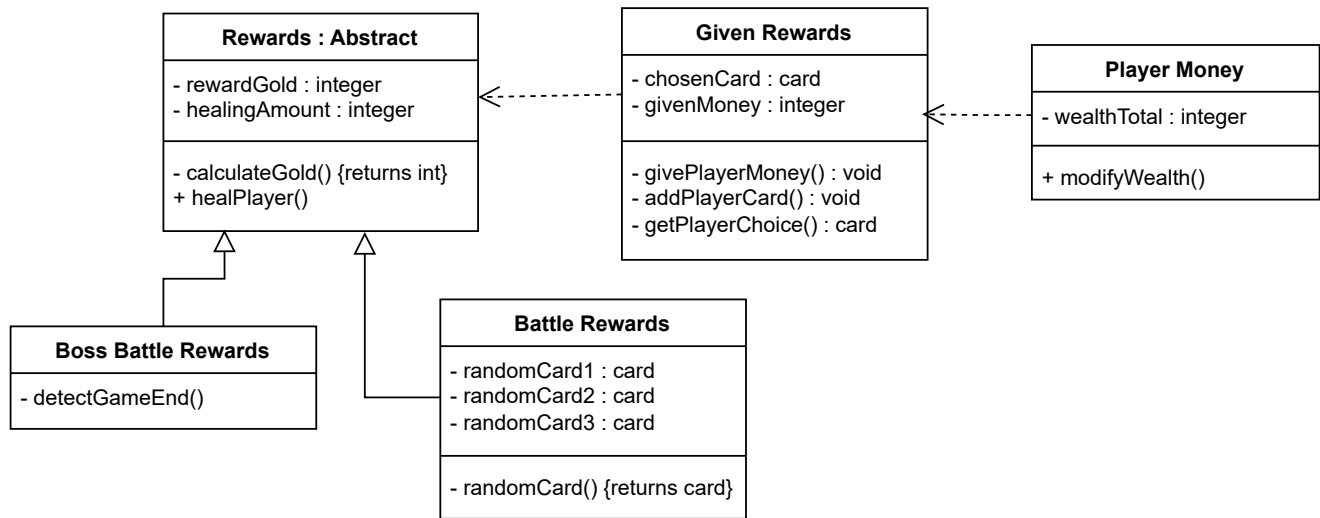 Rewards : Abstract
- rewardGold : integer
- healingAmount : integer
- calculateGold() {returns int}
+ healPlayer()
Given Rewards
- chosenCard : card
- givenMoney : integer
- givePlayerMoney() : void
- addPlayerCard() : void
- getPlayerChoice() : card
Player Money
- wealthTotal : integer
+ modifyWealth()
Boss Battle Rewards
- detectGameEnd()
Battle Rewards
- randomCard1 : card
- randomCard2 : card
- randomCard3 : card
- randomCard() {returns card}